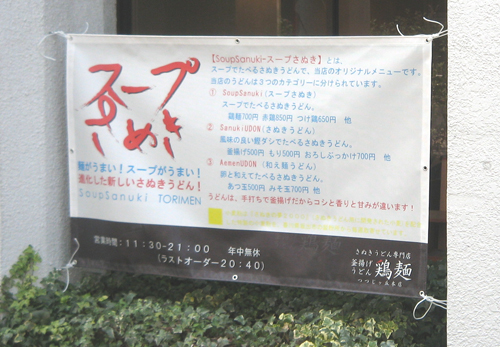 スープ
さぬき
麺がうまい!スープがうまい!
進化した新しいさぬきうどん!
SoupSanuki TORIMEN
【SoupSanuki-スープさぬき】とは、
スープでたべるさぬきうどんで、当店のオリジナルメニューです。
当店のうどんは3つのカテゴリーに分けられています。
① SoupSanuki(スープさぬき)
スープでたべるさぬきうどん。
鶏麺700円 赤鶏850円 つけ鶏650円 他
② SanukiUDON(さぬきうどん)
風味の良い鰹ダシでたべるさぬきうどん。
釜揚げ500円 もり500円 おろしぶっかけ700円 他
③ AemenUDON(和え麺うどん)
卵と和えてたべるさぬきうどん。
あつ玉500円 みそ玉700円 他
うどんは、手打ちで釜揚げだからコシと香りと甘みが違います!
営業時間:11:30-21:00 年中無休
(ラストオーダー20:40)
さぬきうどん専門店
釜揚げうどん 鶏麺